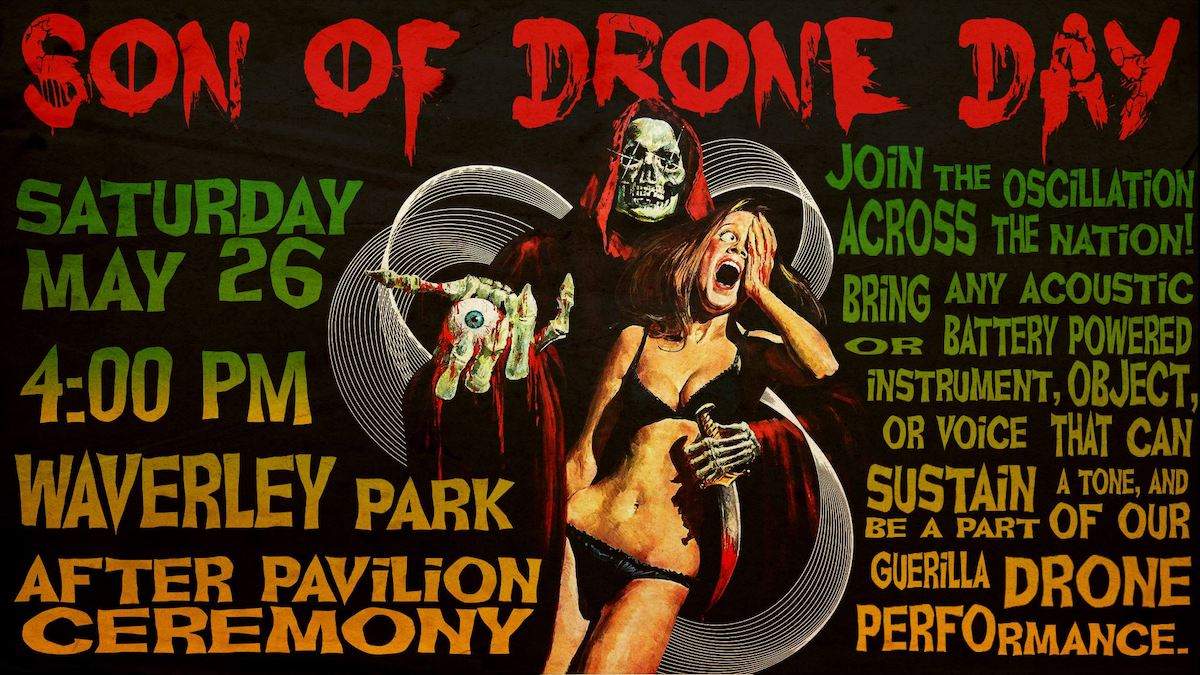 SON OF DRONE DAY
SATURDAY
MAY 26
4:00 PM
WAVERLEY PARK
AFTER PAVILiON
CEREMONY
JOiN THE OSCiLLATiON
ACROSS THE NATiON!
BRiNG ANY ACOUSTiC
OR BATTERY POWERED
iNSTRUMENT, OBJECT,
OR VOiCE THAT CAN
SUSTAiN A TONE, AND
BE A PART OF OUR
GUERiLLA DRONE
PERFORMANCE.